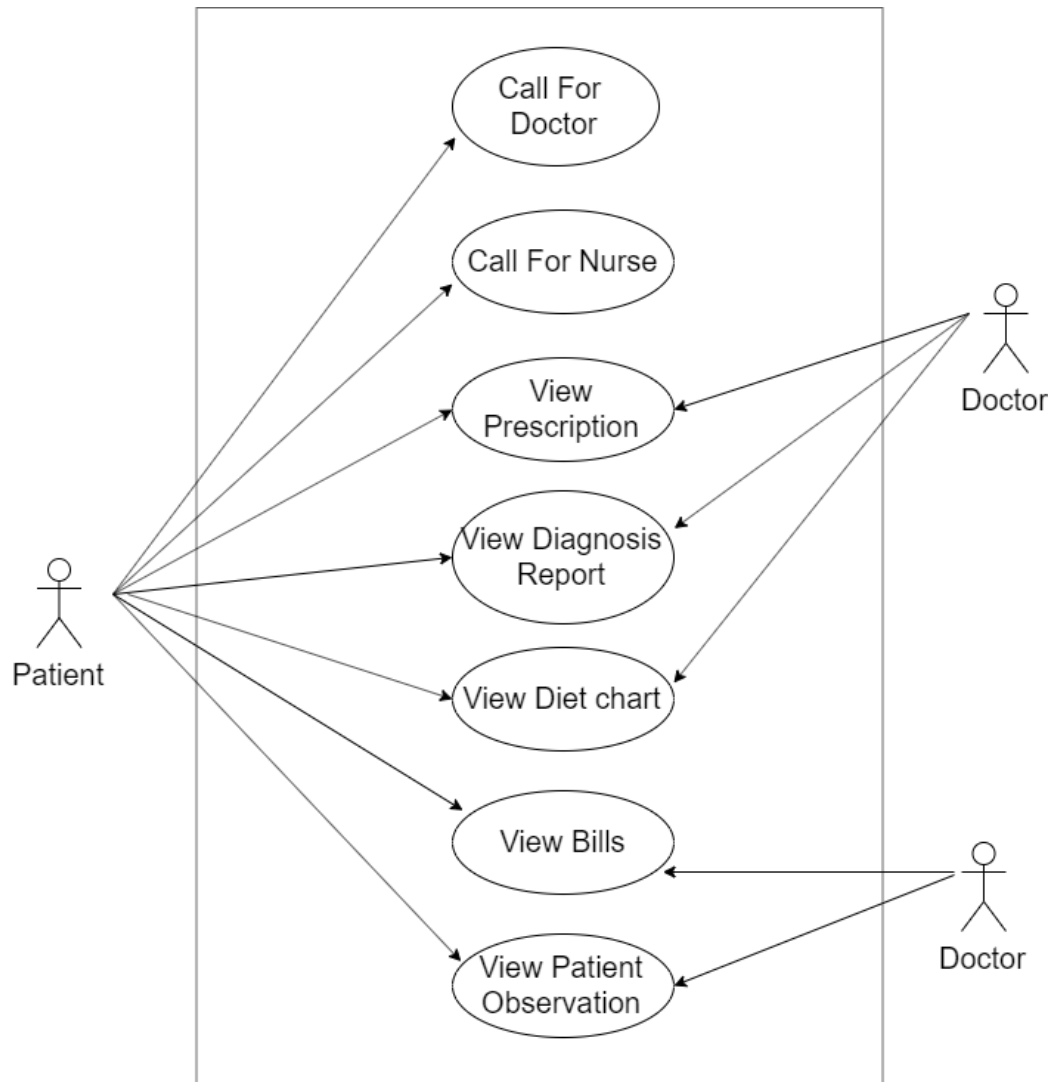 Call For
Doctor
Call For Nurse
View
Prescription
Doctor
View Diagnosis
Report
Patient
View Diet chart
View Bills
View Patient
Observation
Doctor